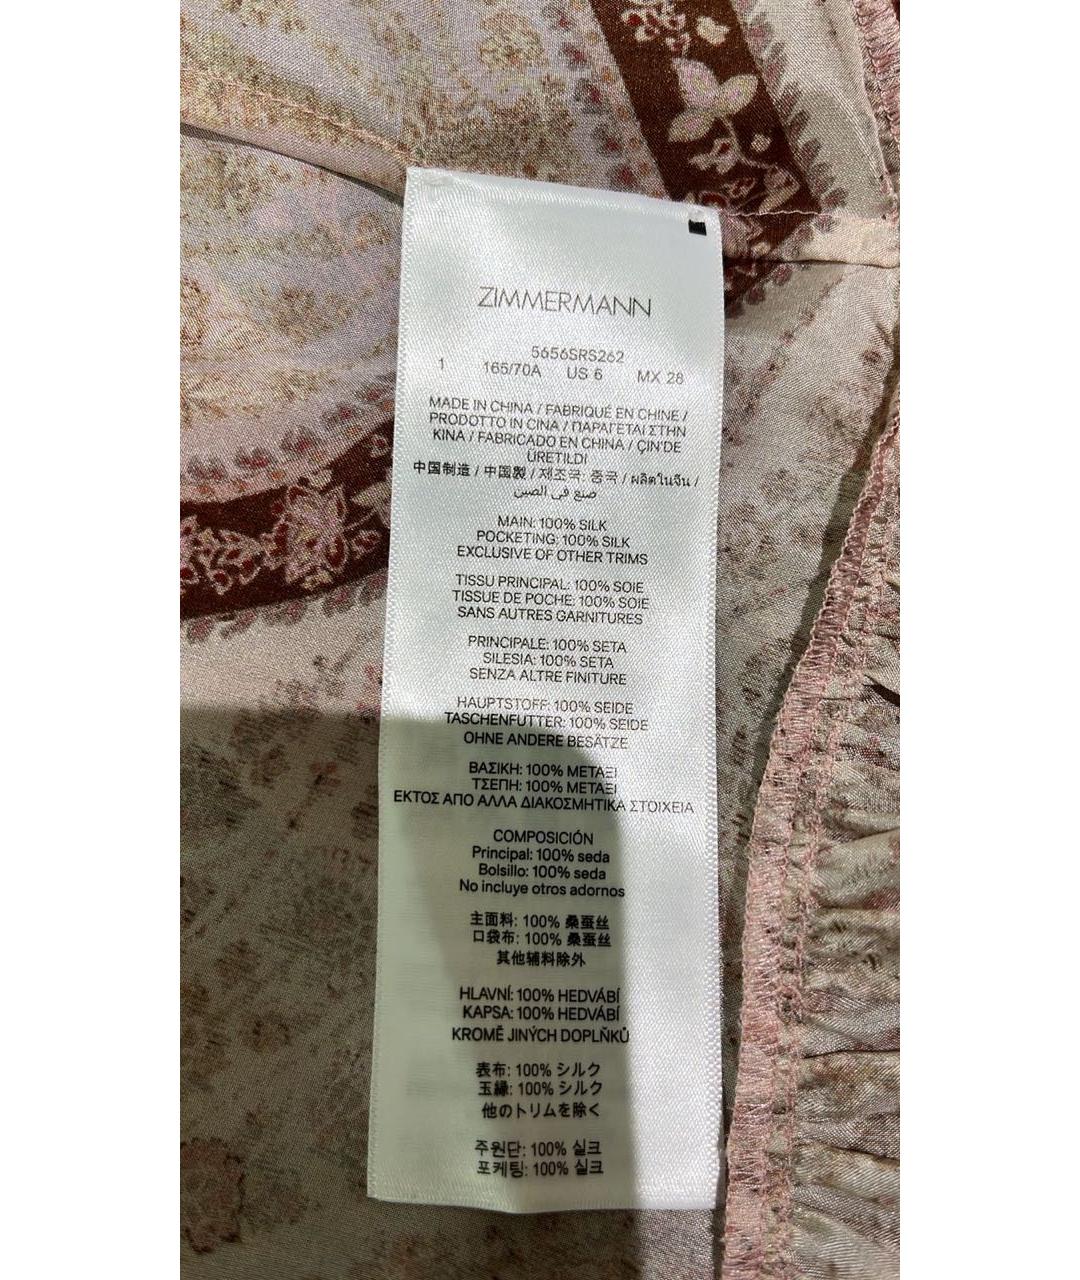 ZIMMERMANN
5656SRS262
1 165/70A US 6 MX 28
MADE IN CHINA / FABRIQUÉ EN CHINE /
PRODOTTO IN CINA / ΠΑΡΑΓΕΤΑΙ ΣΤΗΝ
ΚΙΝΑ / FABRICADO EN CHINA / ÇIN'DE
ÜRETILDI
中国制造 / 中国製 / 제조국: 중국 / ผลิตในจีน /
صنع في الصين
MAIN: 100% SILK
POCKETING: 100% SILK
EXCLUSIVE OF OTHER TRIMS
TISSU PRINCIPAL: 100% SOIE
TISSUE DE POCHE: 100% SOIE
SANS AUTRES GARNITURES
PRINCIPALE: 100% SETA
SILESIA: 100% SETA
SENZA ALTRE FINITURE
HAUPTSTOFF: 100% SEIDE
TASCHENFUTTER: 100% SEIDE
OHNE ANDERE BESÄTZE
ΒΑΣΙΚΗ: 100% ΜΕΤΑΞΙ
ΤΣΕΠΗ: 100% ΜΕΤΑΞΙ
ΕΚΤΟΣ ΑΠΟ ΑΛΛΑ ΔΙΑΚΟΣΜΗΤΙΚΑ ΣΤΟΙΧΕΙΑ
COMPOSICIÓN
Principal: 100% seda
Bolsillo: 100% seda
No incluye otros adornos
主面料: 100% 桑蚕丝
口袋布: 100% 桑蚕丝
其他辅料除外
HLAVNÍ: 100% HEDVÁBÍ
KAPSA: 100% HEDVÁBÍ
KROMĚ JINÝCH DOPLŇKŮ
表布: 100% シルク
玉縁: 100% シルク
他のトリムを除く
주원단: 100% 실크
포케팅: 100% 실크